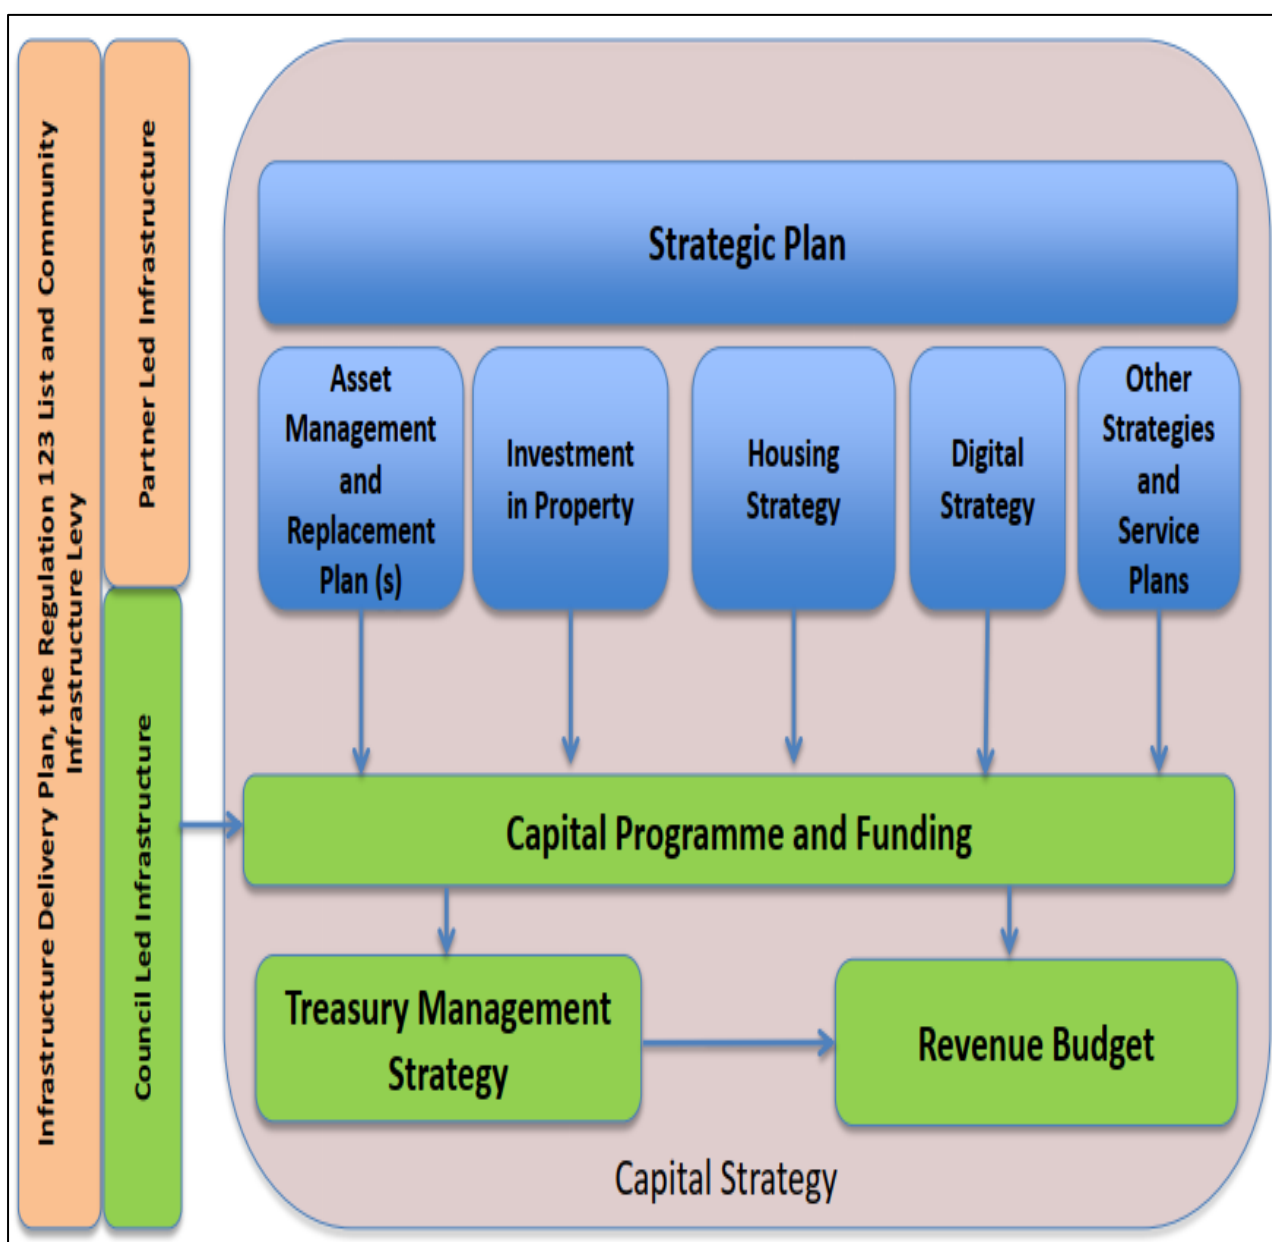 Infrastructure Delivery Plan, the Regulation 123 List and Community
Infrastructure Levy
Partner Led Infrastructure
Council Led Infrastructure
Strategic Plan
Asset
Management
and
Replacement
Plan (s)
Investment
in Property
Housing
Strategy
Digital
Strategy
Other
Strategies
and
Service
Plans
Capital Programme and Funding
Treasury Management
Strategy
Revenue Budget
Capital Strategy